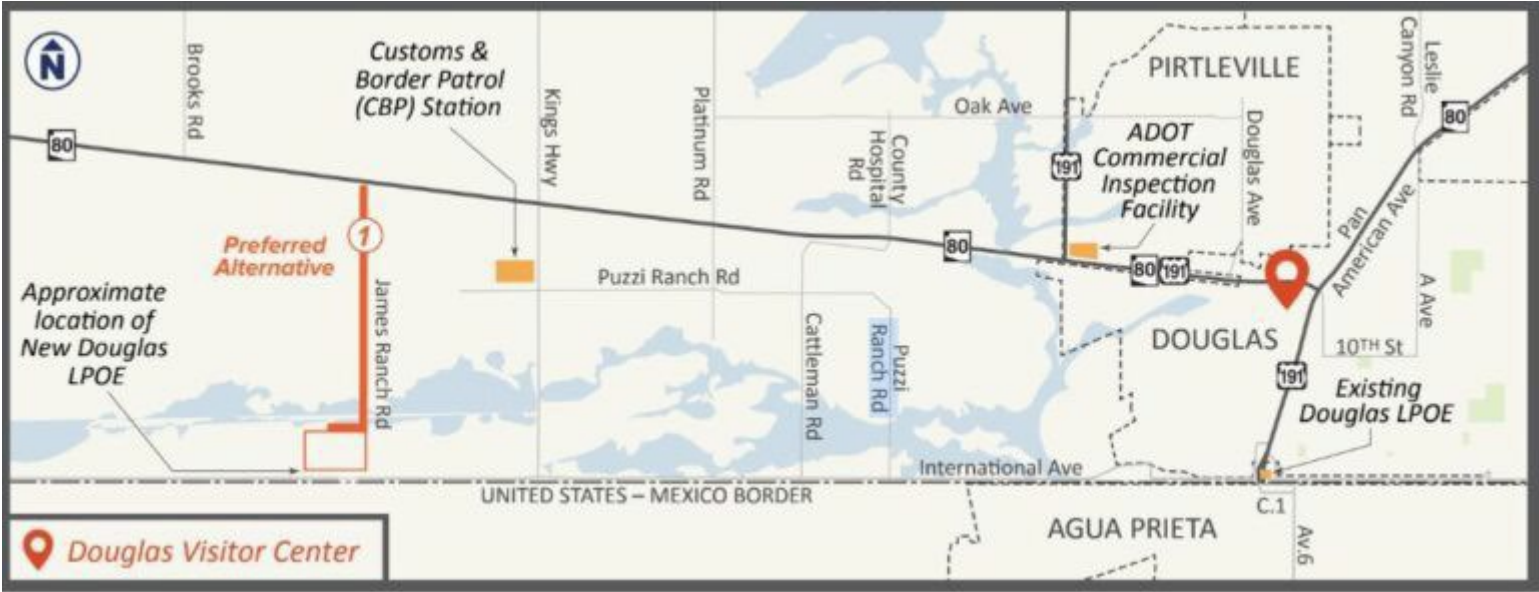 N
Brooks Rd
Customs &
Border Patrol
(CBP) Station
Kings Hwy
Platinum Rd
Oak Ave
County
Hospital
Rd
191
ADOT
Commercial
Inspection
Facility
PIRTLEVILLE
Douglas Ave
Leslie
Canyon Rd
80
80
1
Preferred
Alternative
James Ranch Rd
Approximate
location of
New Douglas
LPOE
Puzzi Ranch Rd
Cattleman Rd
Puzzi
Ranch Rd
80
80
191
Pan
American Ave
A Ave
DOUGLAS
10TH St
191
Existing
Douglas LPOE
International Ave
UNITED STATES – MEXICO BORDER
C.1
AGUA PRIETA
Av.6
Douglas Visitor Center